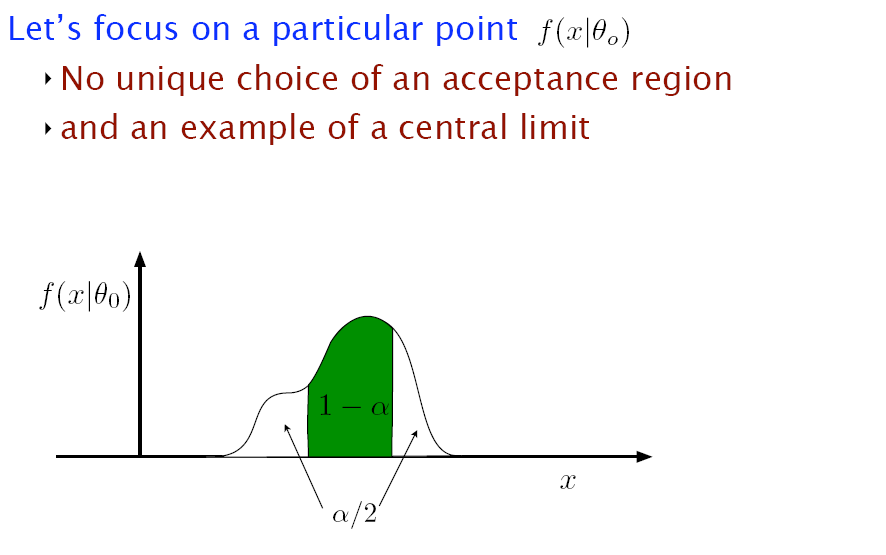 Let's focus on a particular point f(x|θₒ)
‣ No unique choice of an acceptance region
‣ and an example of a central limit
f(x|θ₀)
1 − α
x
α/2